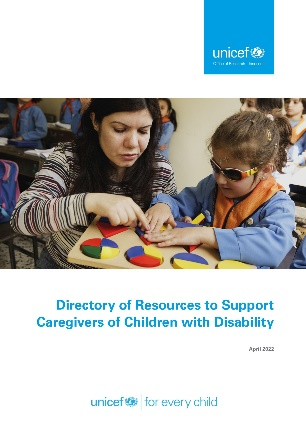 unicef
Directory of Resources to Support
Caregivers of Children with Disability
April 2022
unicef | for every child